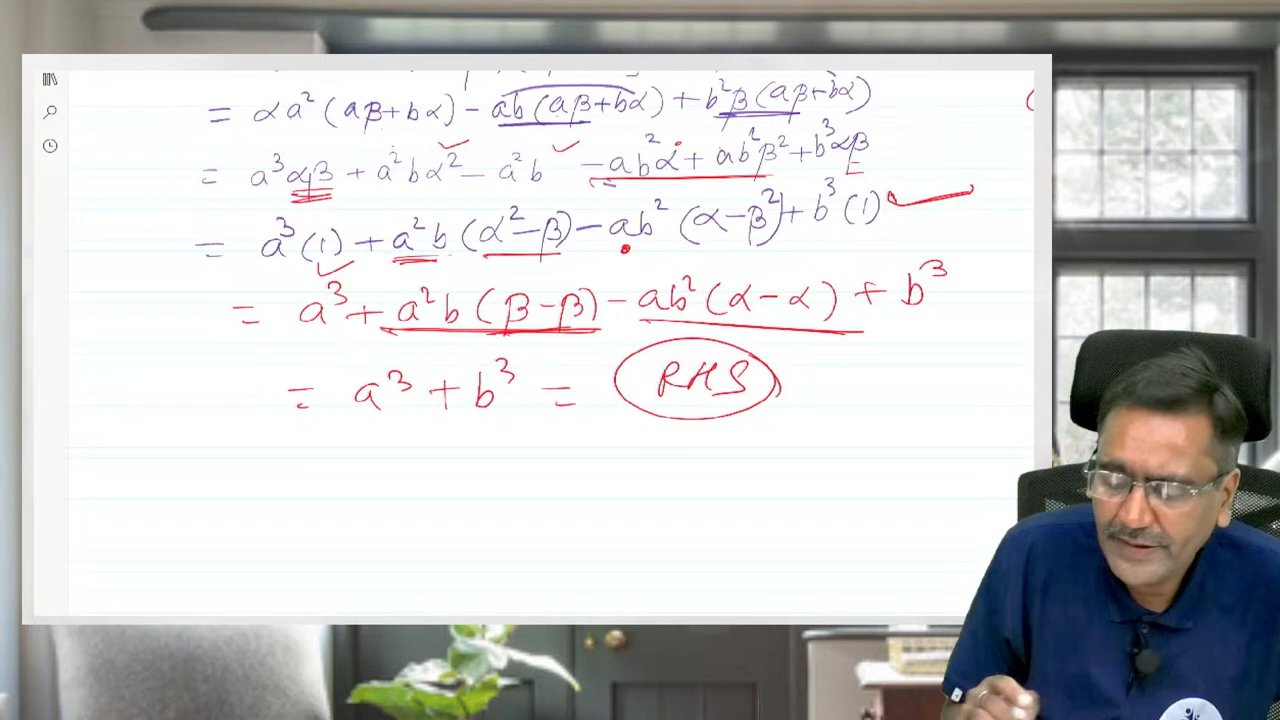 = αa²(aβ+bα) - ab(aβ+bα) + b²β(aβ+bα)
= a³αβ + a²bα² - a²b - ab²α + ab²β² + b³αβ
= a³(1) + a²b(α²-β) - ab²(α-β²) + b³(1)
= a³ + a²b(β-β) - ab²(α-α) + b³
= a³ + b³ = RHS